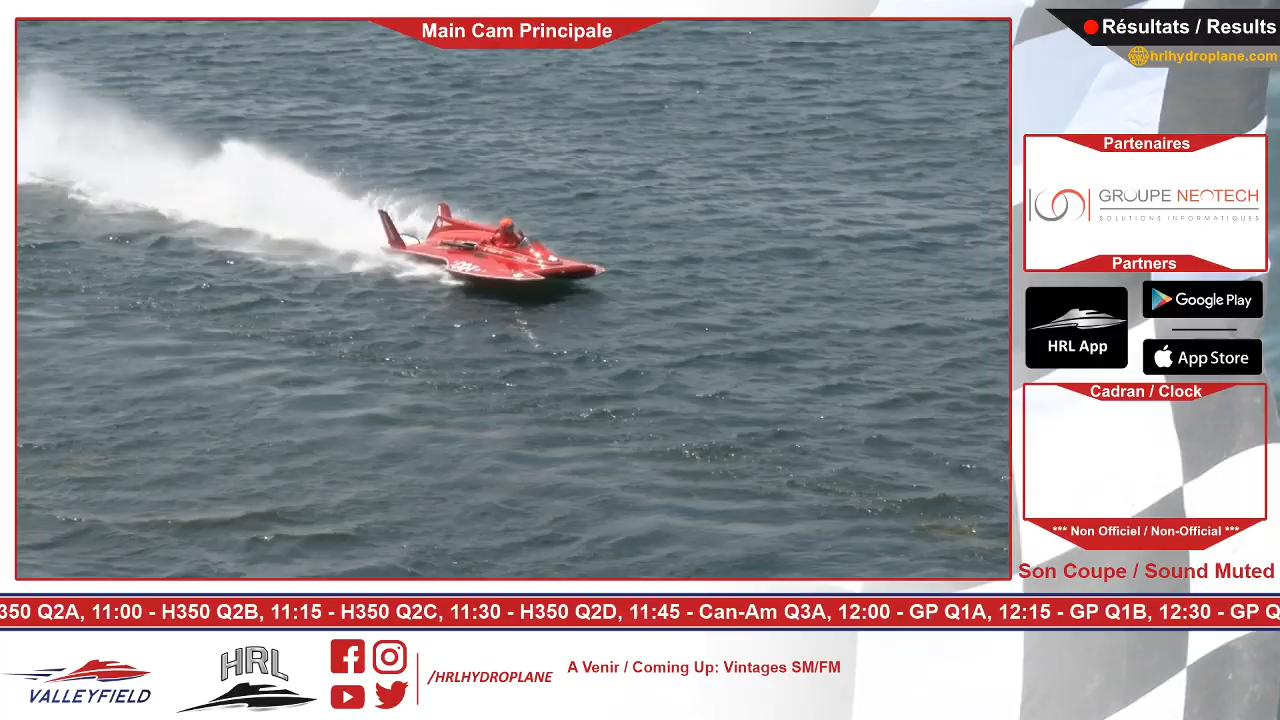 Main Cam Principale
Résultats / Results
hrlhydroplane.com
Partenaires
GROUPE NEOTECH
SOLUTIONS INFORMATIQUES
Partners
HRL App
Google Play
App Store
Cadran / Clock
*** Non Officiel / Non-Official ***
Son Coupe / Sound Muted
350 Q2A, 11:00 - H350 Q2B, 11:15 - H350 Q2C, 11:30 - H350 Q2D, 11:45 - Can-Am Q3A, 12:00 - GP Q1A, 12:15 - GP Q1B, 12:30 - GP Q
VALLEYFIELD
HRL
/HRLHYDROPLANE
A Venir / Coming Up: Vintages SM/FM